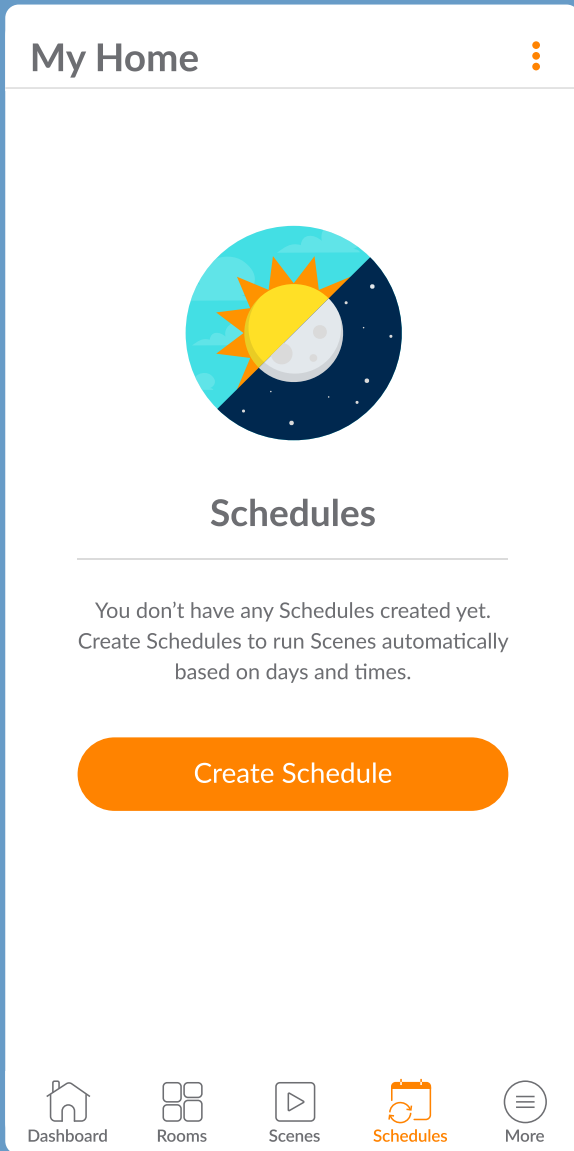 My Home
Schedules
You don’t have any Schedules created yet.
Create Schedules to run Scenes automatically
based on days and times.
Create Schedule
Dashboard
Rooms
Scenes
Schedules
More